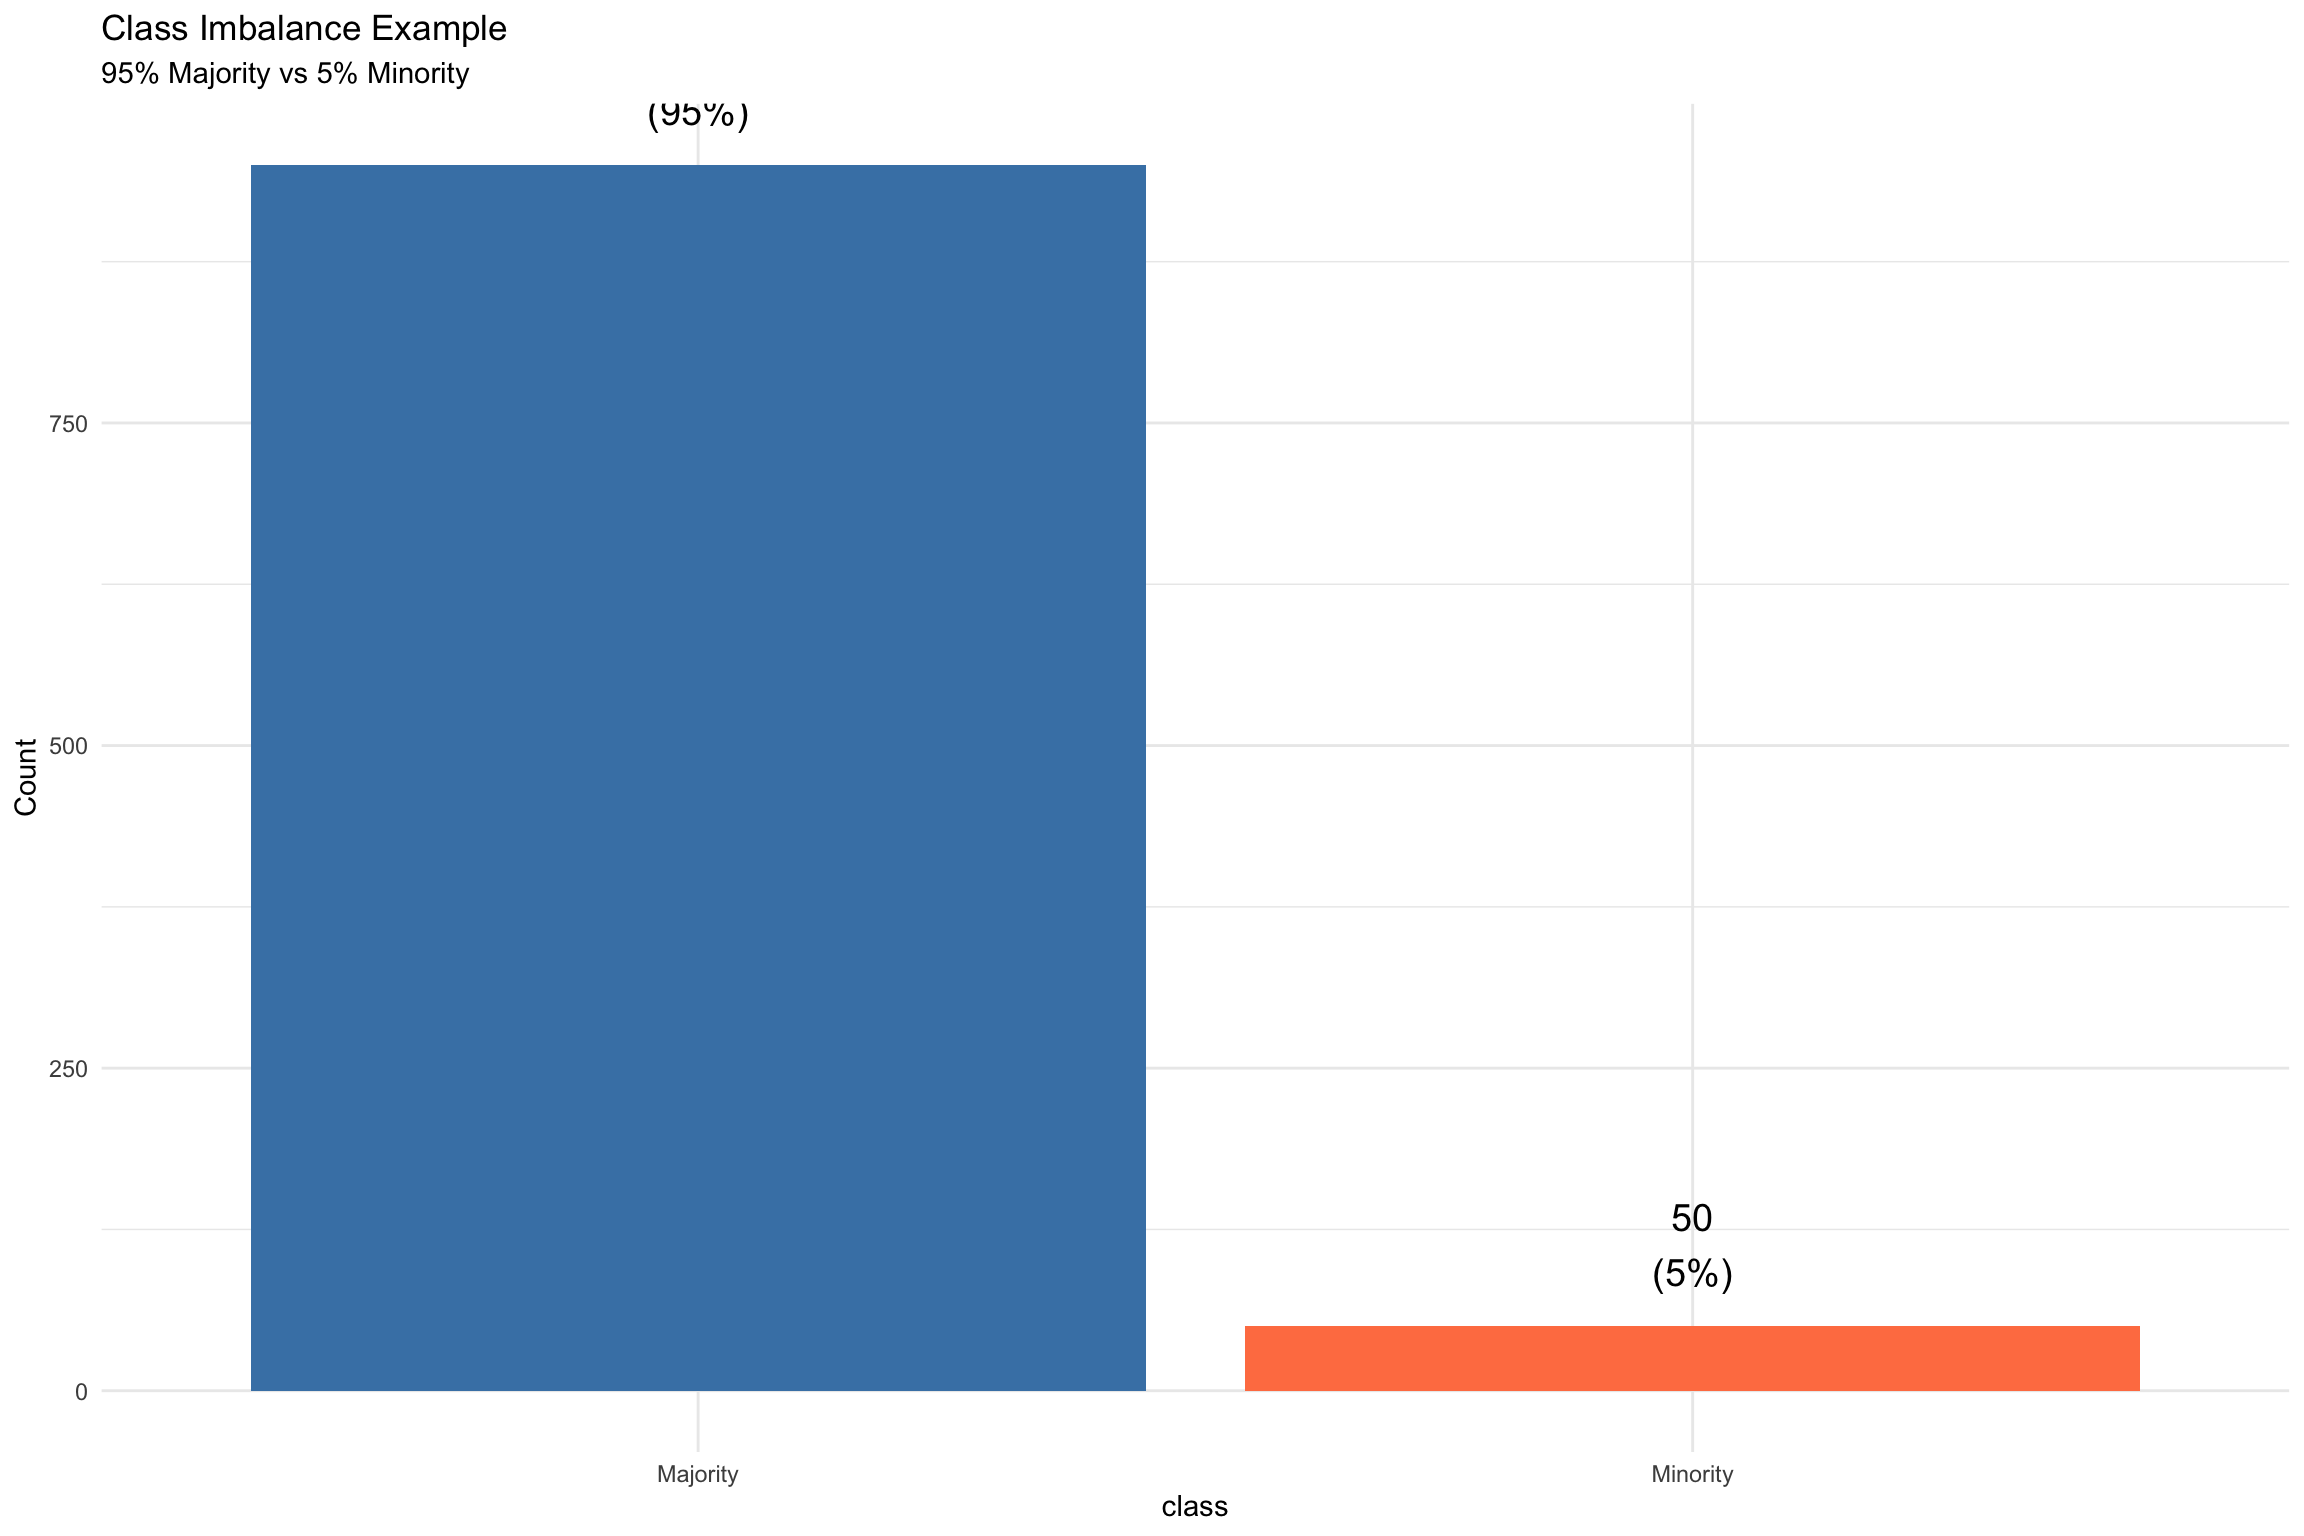 Class Imbalance Example
95% Majority vs 5% Minority
(95%)
750
500
250
0
Count
50
(5%)
Majority
Minority
class